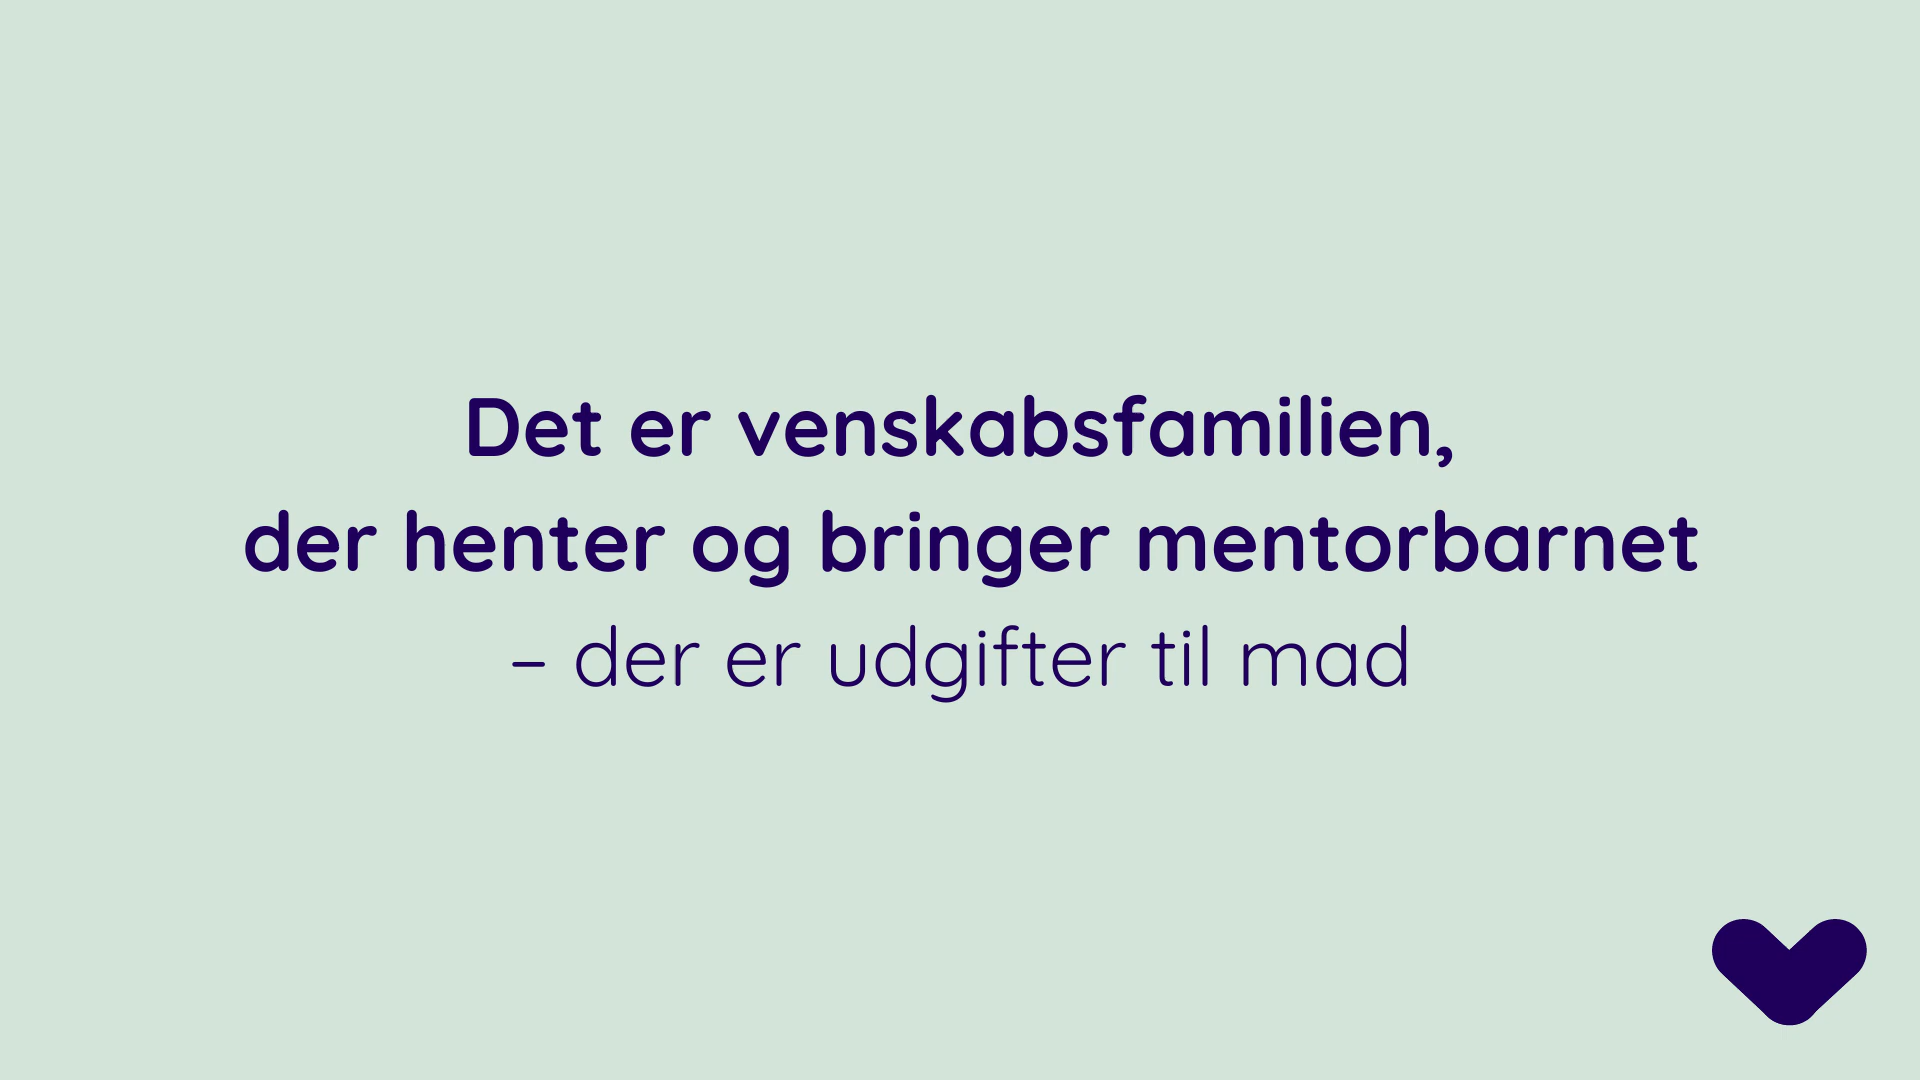 Det er venskabsfamilien,
der henter og bringer mentorbarnet
– der er udgifter til mad